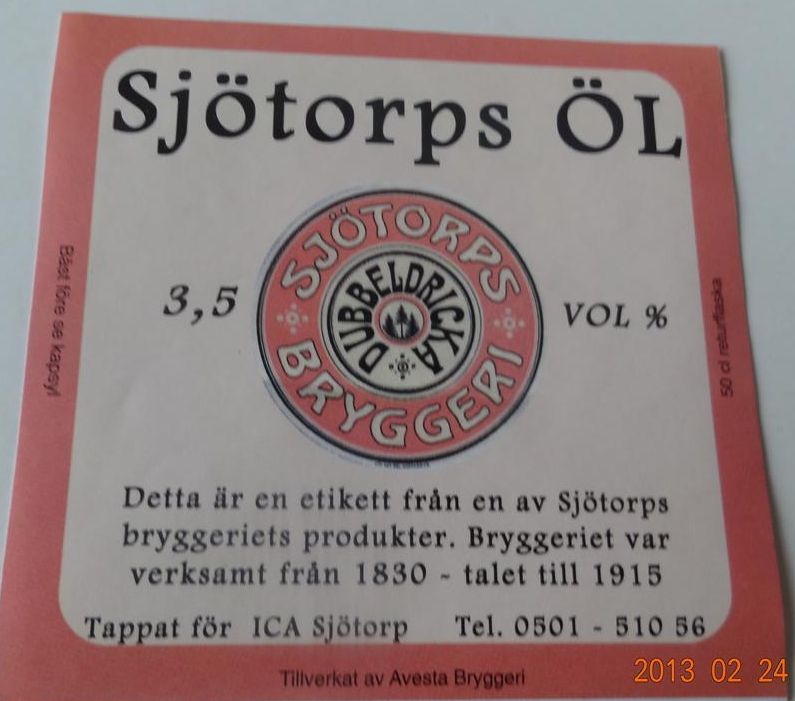 Sjötorps ÖL
Bäst före se kapsyl
3,5
SJÖTORPS
BRYGGERI
DUBBELDRICKA
VOL %
50 cl returflaska
Detta är en etikett från en av Sjötorps
bryggeriets produkter. Bryggeriet var
verksamt från 1830 - talet till 1915
Tappat för ICA Sjötorp Tel. 0501 - 510 56
Tillverkat av Avesta Bryggeri
2013 02 24